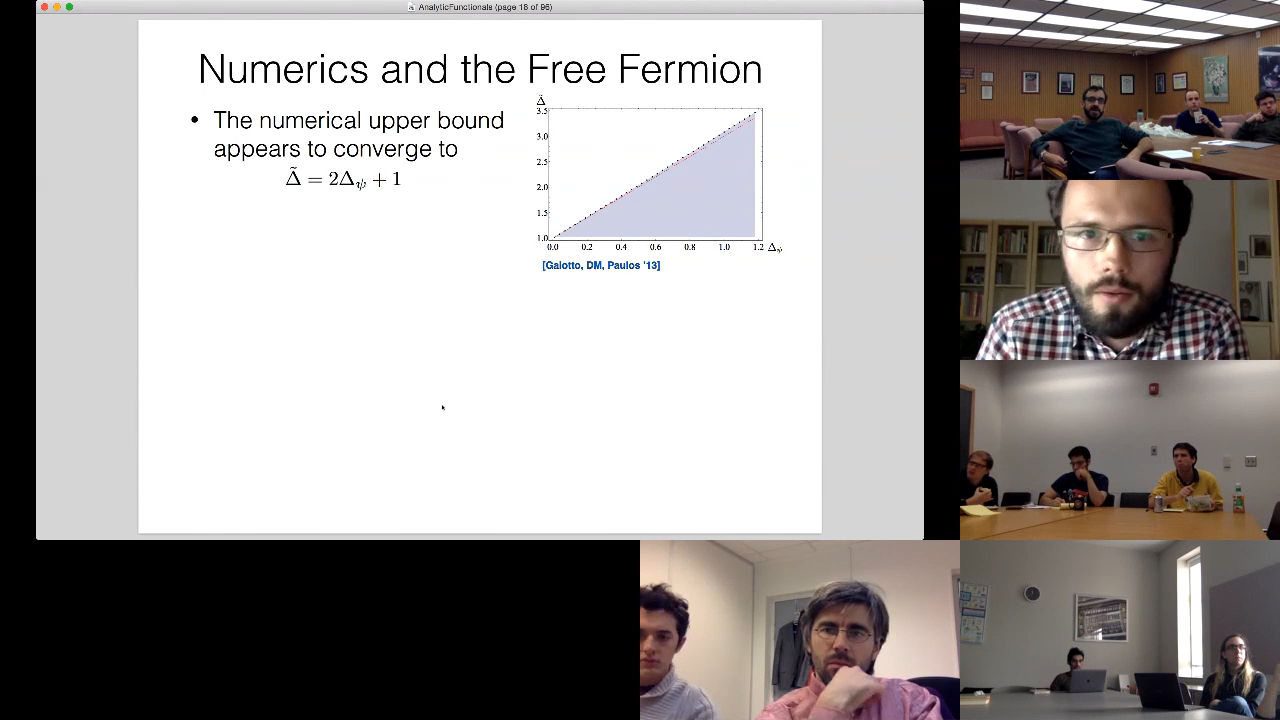 AnalyticFunctionals (page 18 of 96)
Numerics and the Free Fermion
• The numerical upper bound
appears to converge to
Δ̃ = 2Δ_ψ + 1
Δ̃
3.5
3.0
2.5
2.0
1.5
1.0
0.0 0.2 0.4 0.6 0.8 1.0 1.2 Δ_ψ
[Gaiotto, DM, Paulos '13]